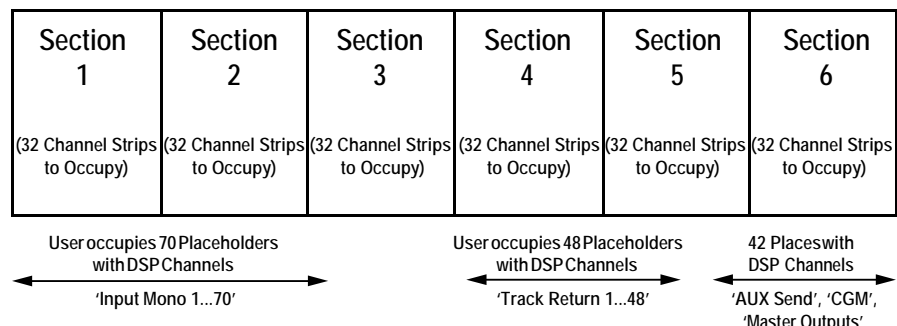 Section
1
(32 Channel Strips
to Occupy)
Section
2
(32 Channel Strips
to Occupy)
Section
3
(32 Channel Strips
to Occupy)
Section
4
(32 Channel Strips
to Occupy)
Section
5
(32 Channel Strips
to Occupy)
Section
6
(32 Channel Strips
to Occupy)
User occupies 70 Placeholders
with DSP Channels
'Input Mono 1...70'
User occupies 48 Placeholders
with DSP Channels
'Track Return 1...48'
42 Places with
DSP Channels
'AUX Send', 'CGM',
'Master Outputs'